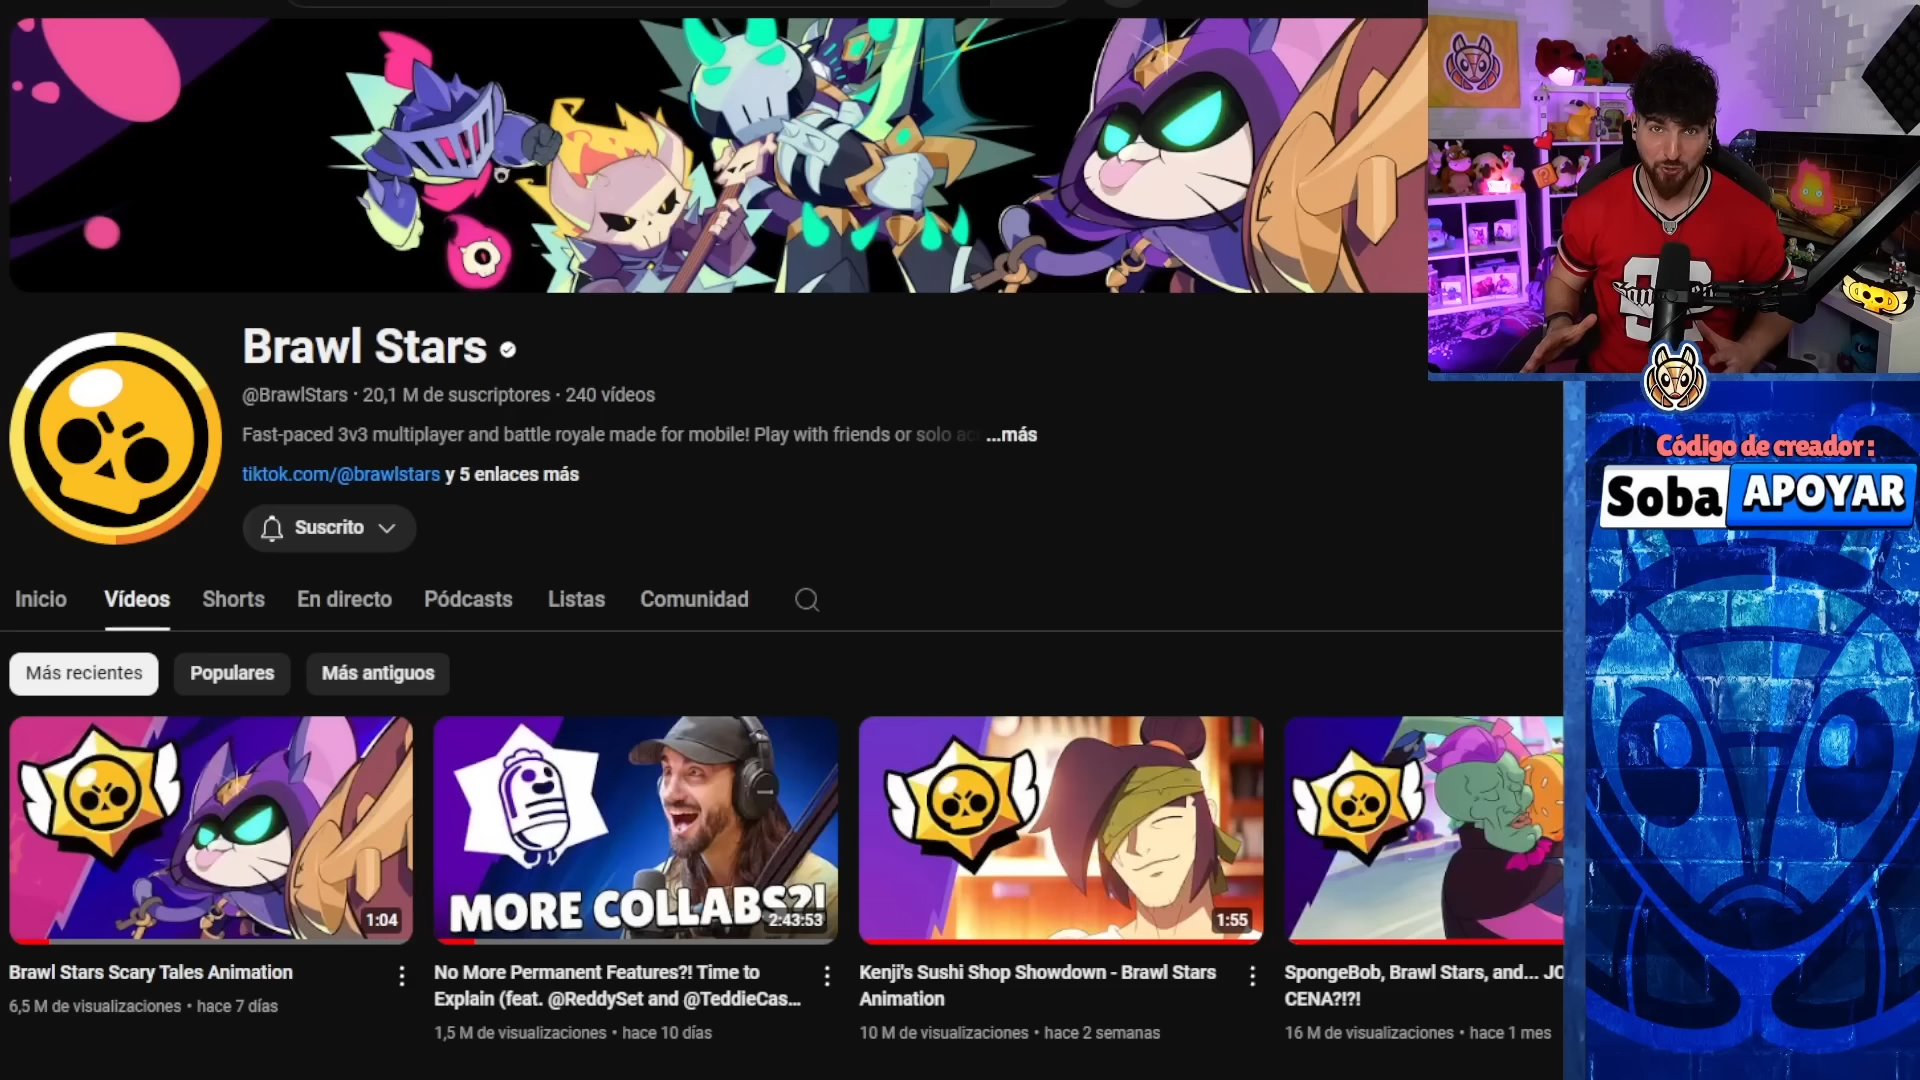 Brawl Stars
@BrawlStars · 20,1 M de suscriptores · 240 vídeos
Fast-paced 3v3 multiplayer and battle royale made for mobile! Play with friends or solo ac ...más
tiktok.com/@brawlstars y 5 enlaces más
Suscrito
Inicio Vídeos Shorts En directo Pódcasts Listas Comunidad
Más recientes Populares Más antiguos
MORE COLLABS?!
1:04
2:43:53
1:55
Brawl Stars Scary Tales Animation
6,5 M de visualizaciones · hace 7 días
No More Permanent Features?! Time to
Explain (feat. @ReddySet and @TeddieCas...
1,5 M de visualizaciones · hace 10 días
Kenji's Sushi Shop Showdown - Brawl Stars
Animation
10 M de visualizaciones · hace 2 semanas
SpongeBob, Brawl Stars, and... JO
CENA?!?!
16 M de visualizaciones · hace 1 mes
Código de creador :
Soba APOYAR